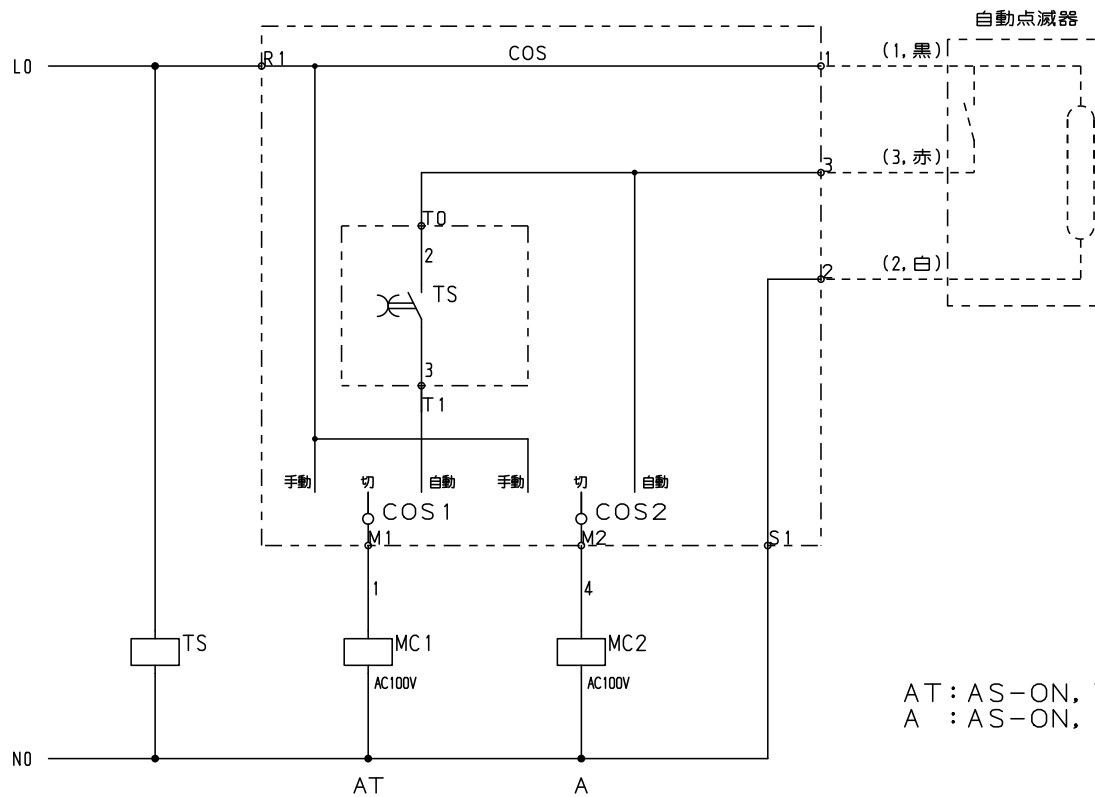 自動点滅器
L0
R1
COS
1
(1,黒)
3
(3,赤)
T0
2
TS
3
T1
2
(2,白)
手動
切
自動
手動
切
自動
COS1
COS2
M1
M2
S1
1
4
TS
MC1
MC2
AC100V
AC100V
AT:AS-ON,
A :AS-ON,
N0
AT
A